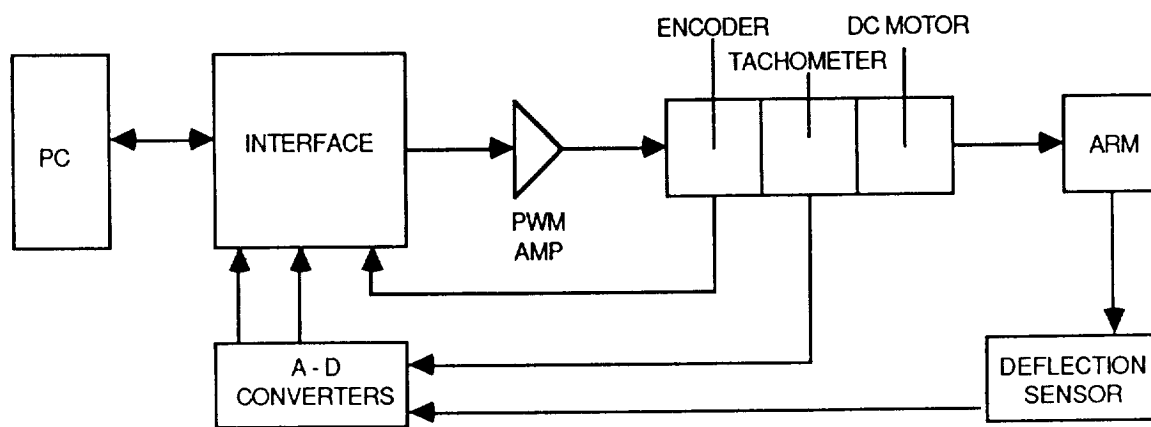 ENCODER
DC MOTOR
TACHOMETER
PC
INTERFACE
ARM
PWM
AMP
A - D
CONVERTERS
DEFLECTION
SENSOR